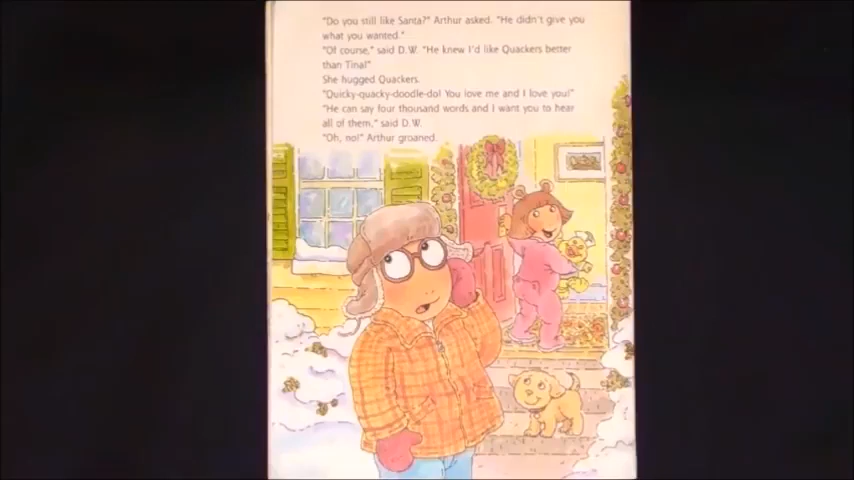 "Do you still like Santa?" Arthur asked. "He didn't give you
what you wanted."
"Of course," said D.W. "He knew I'd like Quackers better
than Tina!"
She hugged Quackers.
"Quicky-quacky-doodle-do! You love me and I love you!"
"He can say four thousand words and I want you to hear
all of them," said D.W.
"Oh, no!" Arthur groaned.